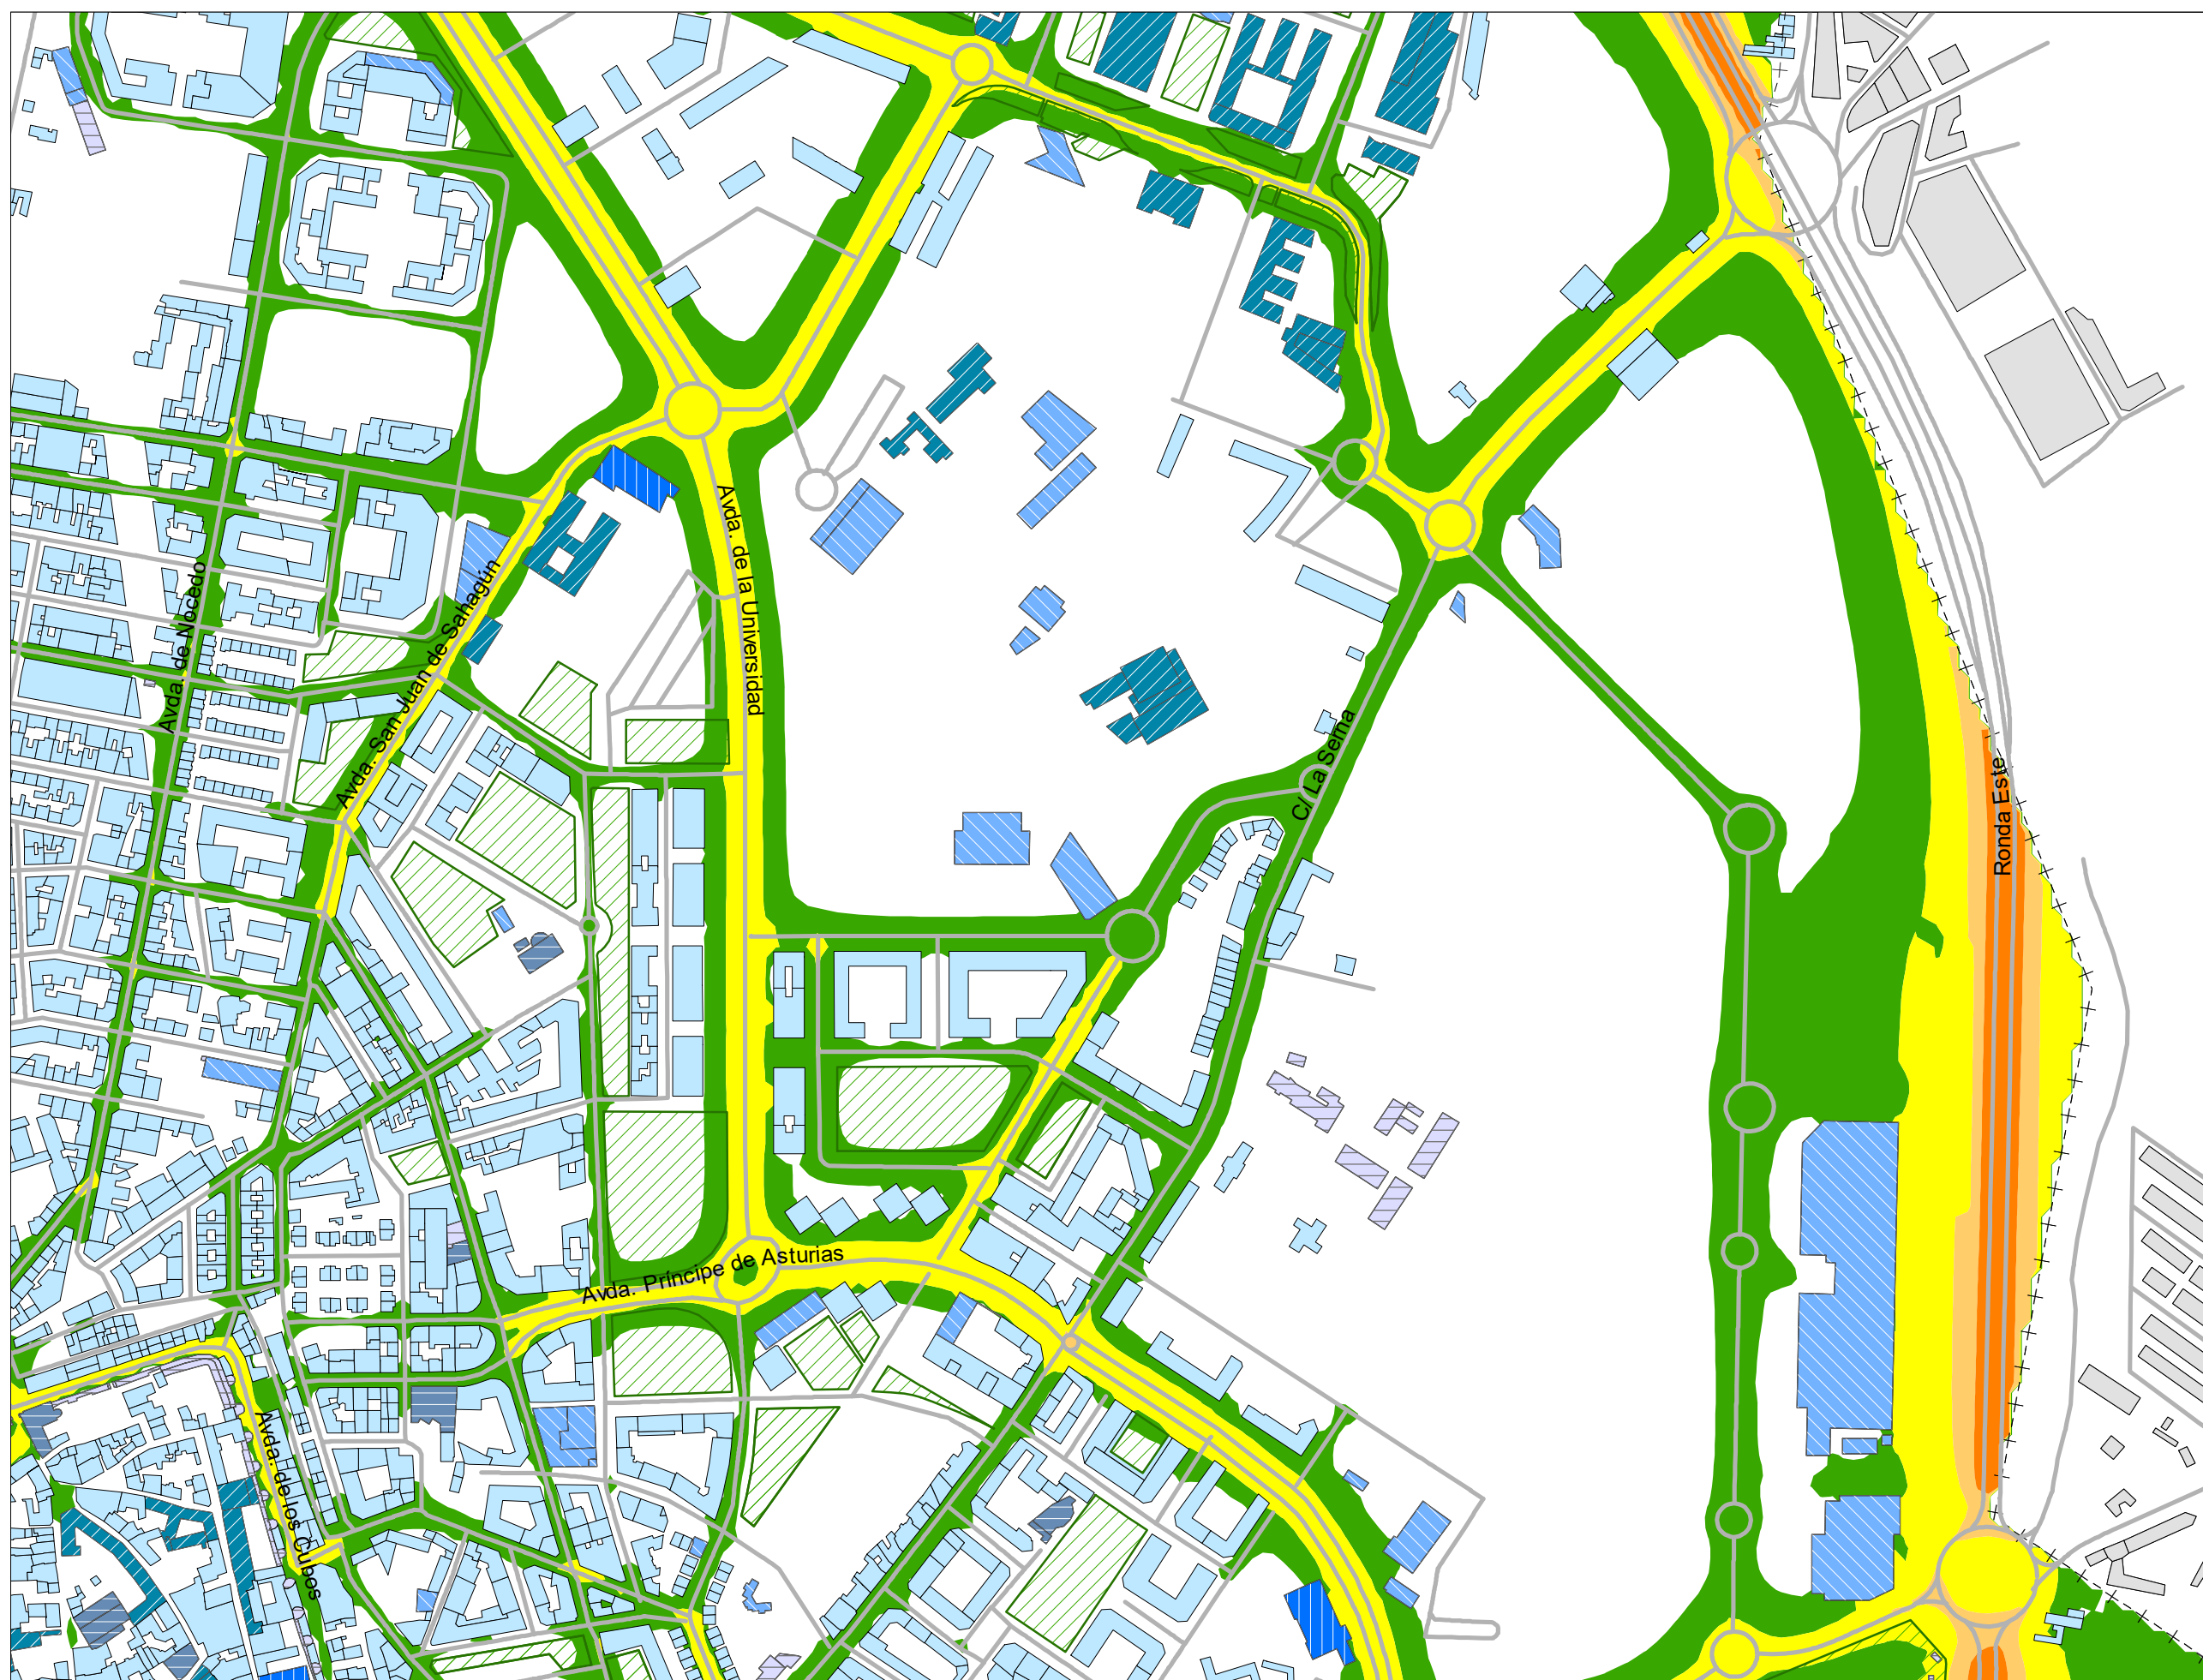 Avda. de la Universidad
Avda. de Nocedo
Avda. San Juan de Sahagún
C/ La Serna
Ronda Este
Avda. Príncipe de Asturias
Avda. de los Cubos